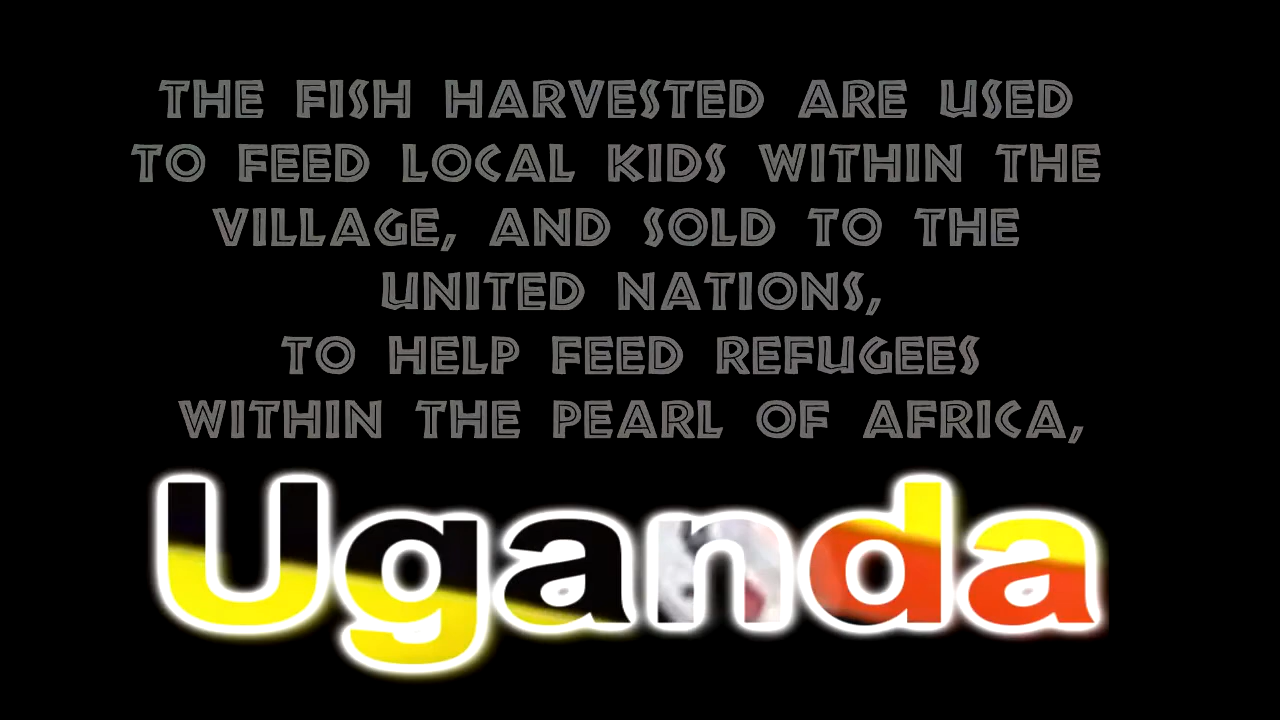 THE FISH HARVESTED ARE USED
TO FEED LOCAL KIDS WITHIN THE
VILLAGE, AND SOLD TO THE
UNITED NATIONS,
TO HELP FEED REFUGEES
WITHIN THE PEARL OF AFRICA,
Uganda